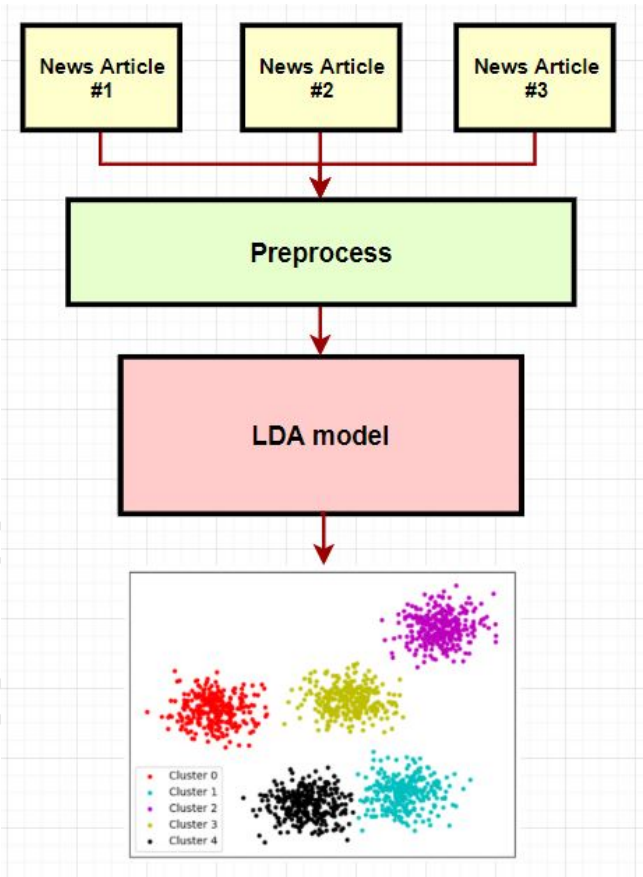 News Article
#1
News Article
#2
News Article
#3
Preprocess
LDA model
Cluster 0
Cluster 1
Cluster 2
Cluster 3
Cluster 4